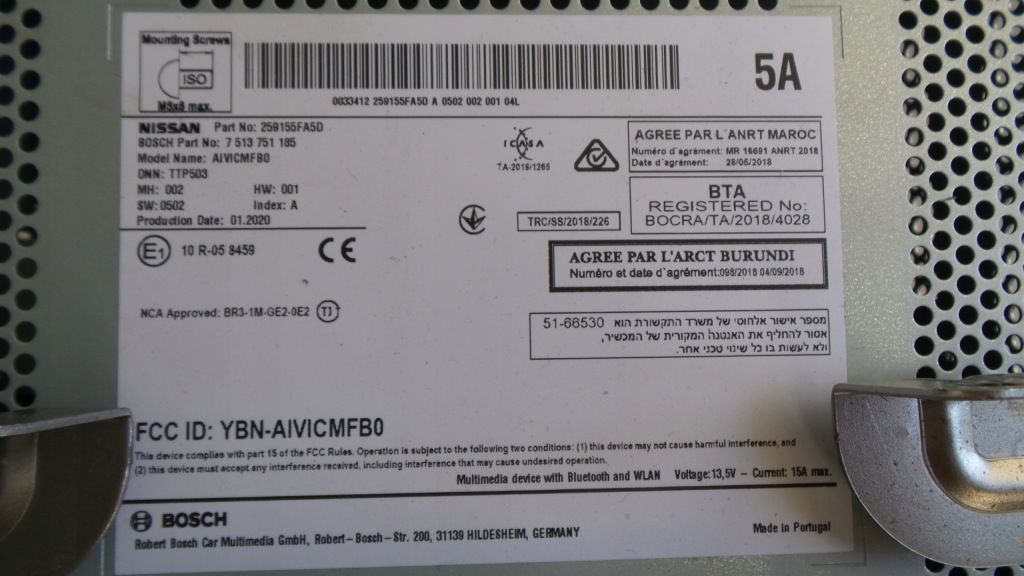 Mounting Screws
ISO
M3x8 max.
0033412 259155FA5D A 0502 002 001 04L
5A
NISSAN Part No: 259155FA5D
BOSCH Part No: 7 513 751 185
Model Name: AIVICMFB0
DNN: TTP503
MH: 002 HW: 001
SW: 0502 Index: A
Production Date: 01.2020
ICASA
TA-2018/1265
AGREE PAR L'ANRT MAROC
Numéro d'agrément: MR 16691 ANRT 2018
Date d'agrément: 28/05/2018
BTA
REGISTERED No:
BOCRA/TA/2018/4028
TRC/SS/2018/226
AGREE PAR L'ARCT BURUNDI
Numéro et date d'agrément:098/2018 04/09/2018
E1 10 R-05 8459 CE
NCA Approved: BR3-1M-GE2-0E2 TJ
מספר אישור אלחוטי של משרד התקשורת הוא 51-66530
אסור להחליף את האנטנה המקורית של המכשיר,
ולא לעשות בו כל שינוי טכני אחר.
FCC ID: YBN-AIVICMFB0
This device complies with part 15 of the FCC Rules. Operation is subject to the following two conditions: (1) this device may not cause harmful interference, and
(2) this device must accept any interference received, including interference that may cause undesired operation.
Multimedia device with Bluetooth and WLAN Voltage:13,5V - Current: 15A max.
BOSCH
Robert Bosch Car Multimedia GmbH, Robert-Bosch-Str. 200, 31139 HILDESHEIM, GERMANY
Made in Portugal